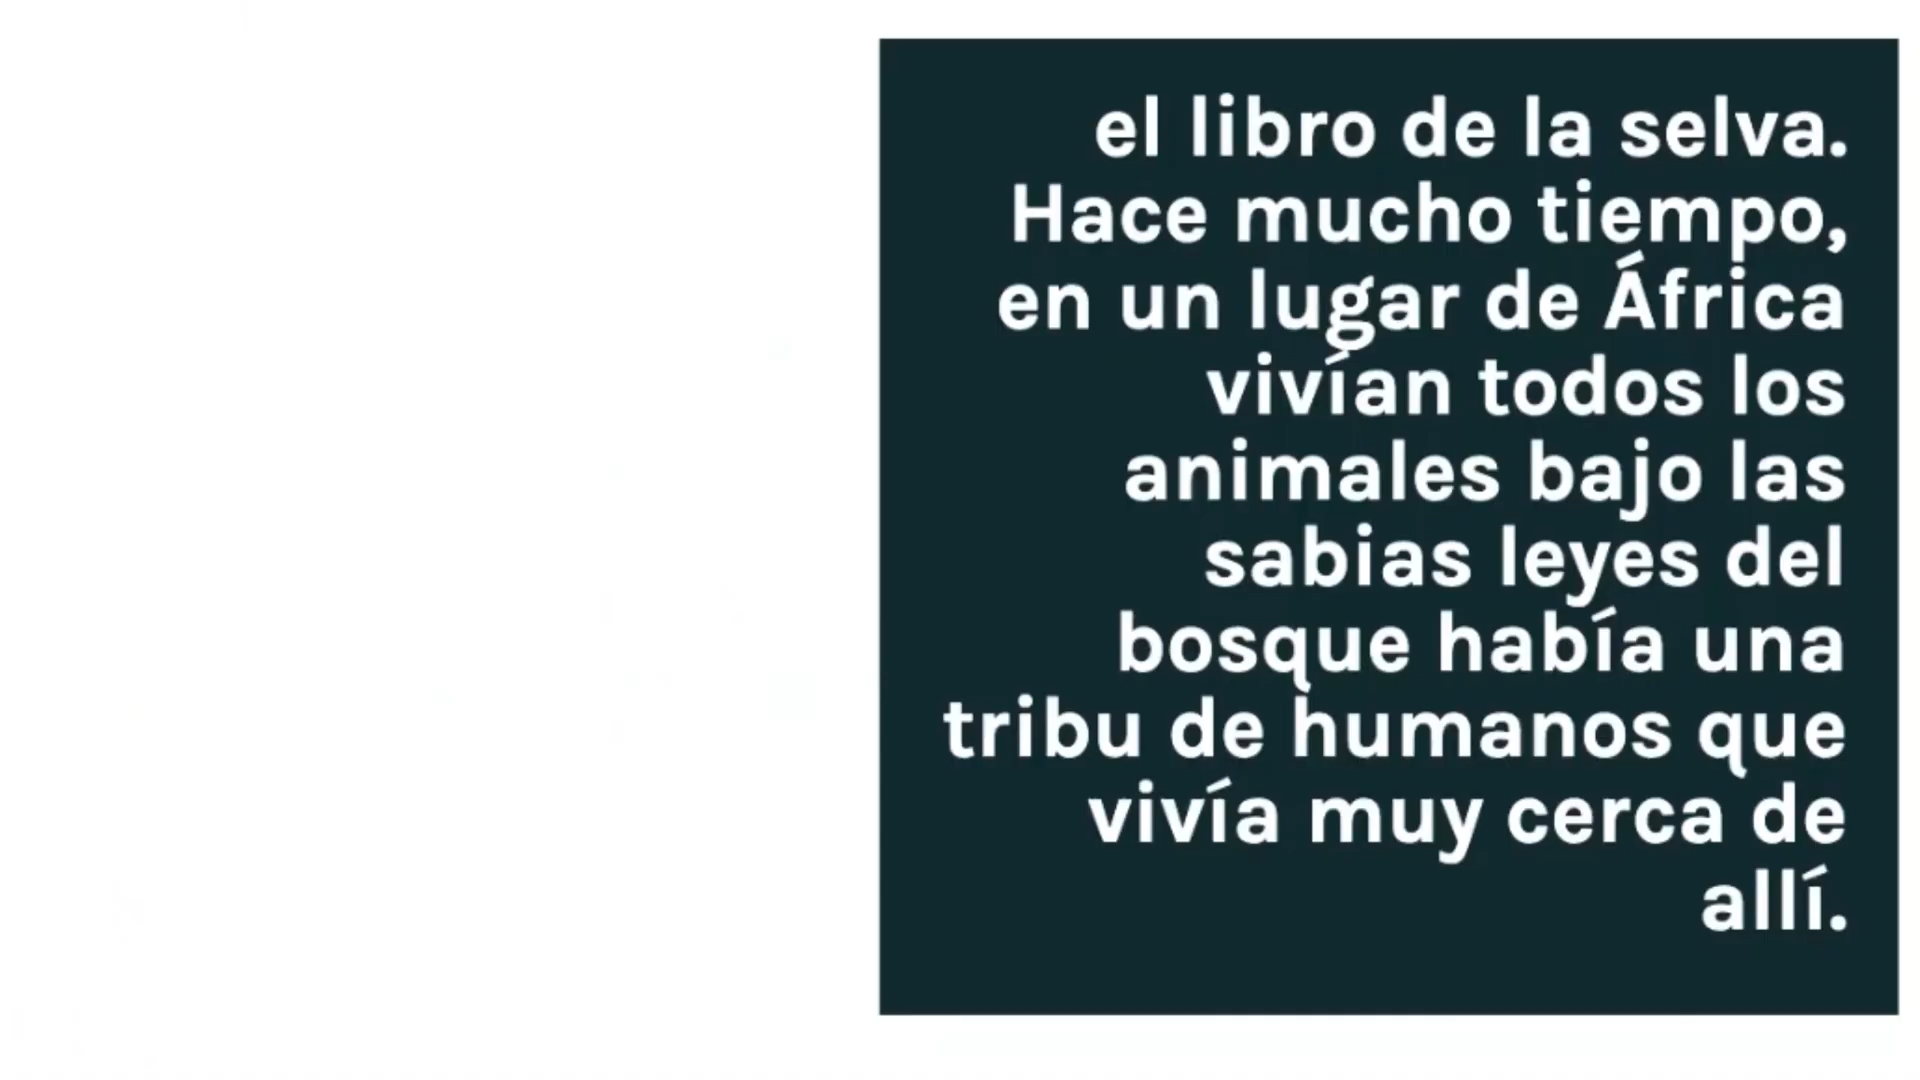 el libro de la selva.
Hace mucho tiempo,
en un lugar de África
vivían todos los
animales bajo las
sabias leyes del
bosque había una
tribu de humanos que
vivía muy cerca de
allí.